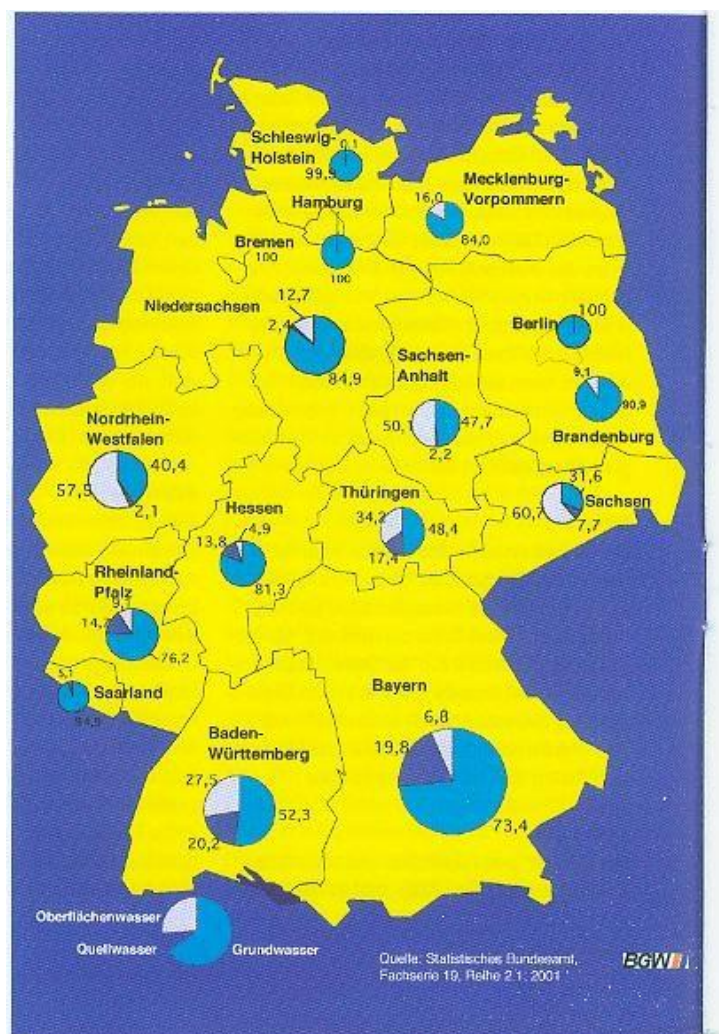 Schleswig-
Holstein
0,1
99,9
Hamburg
100
Mecklenburg-
Vorpommern
16,0
84,0
Bremen
100
Niedersachsen
12,7
2,4
84,9
Berlin
100
Sachsen-
Anhalt
50,1
47,7
2,2
9,1
90,9
Brandenburg
Nordrhein-
Westfalen
57,5
40,4
2,1
Hessen
4,9
13,8
81,3
Thüringen
34,2
48,4
17,4
31,6
Sachsen
60,7
7,7
Rheinland-
Pfalz
9,1
14,7
76,2
5,1
Saarland
94,9
Baden-
Württemberg
27,5
52,3
20,2
Bayern
6,8
19,8
73,4
Oberflächenwasser
Quellwasser
Grundwasser
Quelle: Statistisches Bundesamt,
Fachserie 19, Reihe 2.1, 2001
BGW